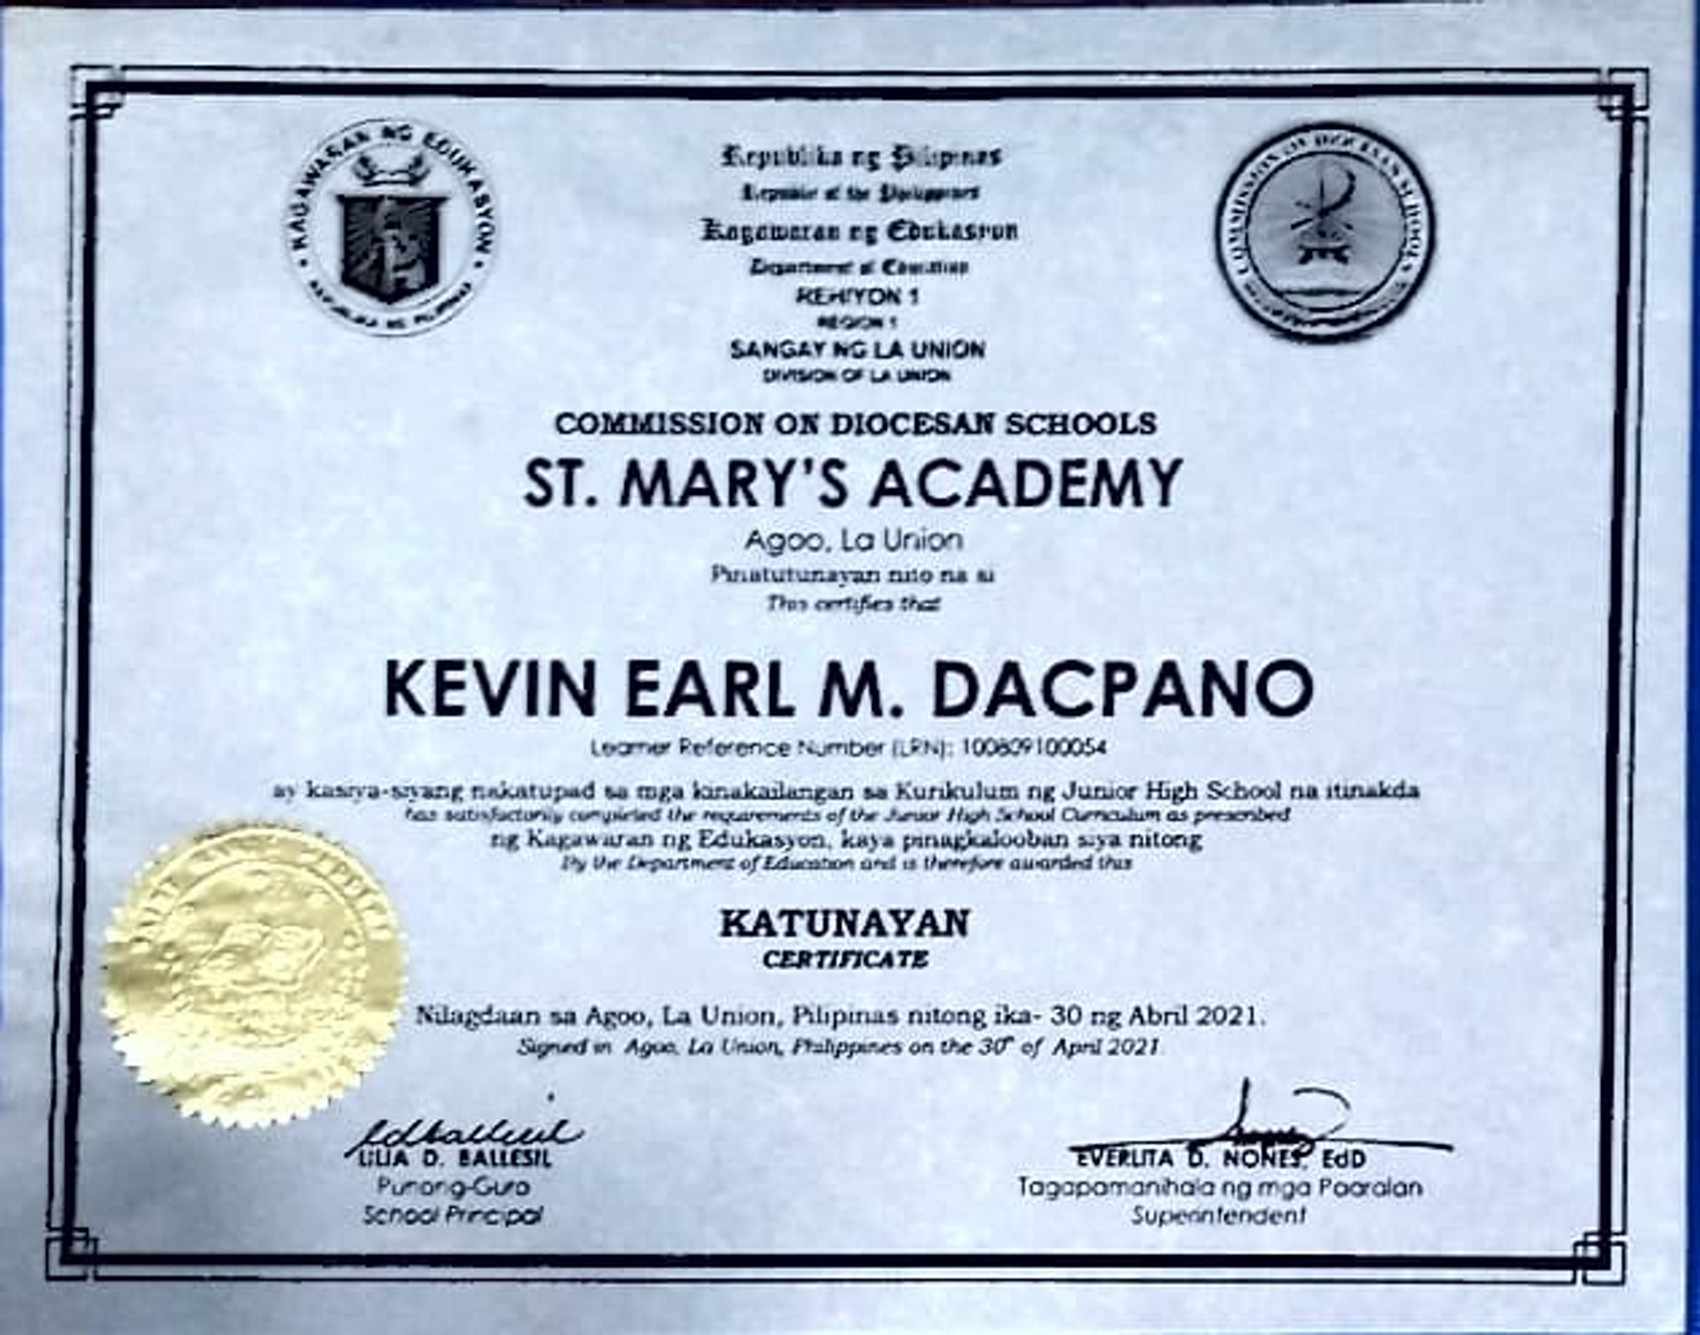 KAGAWARAN NG EDUKASYON
REPUBLIKA NG PILIPINAS
COMMISSION ON DIOCESAN SCHOOLS
Republika ng Pilipinas
Republic of the Philippines
Kagawaran ng Edukasyon
Department of Education
REHIYON 1
REGION 1
SANGAY NG LA UNION
DIVISION OF LA UNION
COMMISSION ON DIOCESAN SCHOOLS
ST. MARY'S ACADEMY
Agoo, La Union
Pinatutunayan nito na si
This certifies that
KEVIN EARL M. DACPANO
Learner Reference Number (LRN): 100809100054
ay kasiya-siyang nakatupad sa mga kinakailangan sa Kurikulum ng Junior High School na itinakda
has satisfactorily completed the requirements of the Junior High School Curriculum as prescribed
ng Kagawaran ng Edukasyon, kaya pinagkalooban siya nitong
By the Department of Education and is therefore awarded this
KATUNAYAN
CERTIFICATE
Nilagdaan sa Agoo, La Union, Pilipinas nitong ika- 30 ng Abril 2021.
Signed in Agoo, La Union, Philippines on the 30th of April 2021.
LILIA D. BALLESIL
Punong-Guro
School Principal
EVERLITA D. NONES, EdD
Tagapamanihala ng mga Paaralan
Superintendent